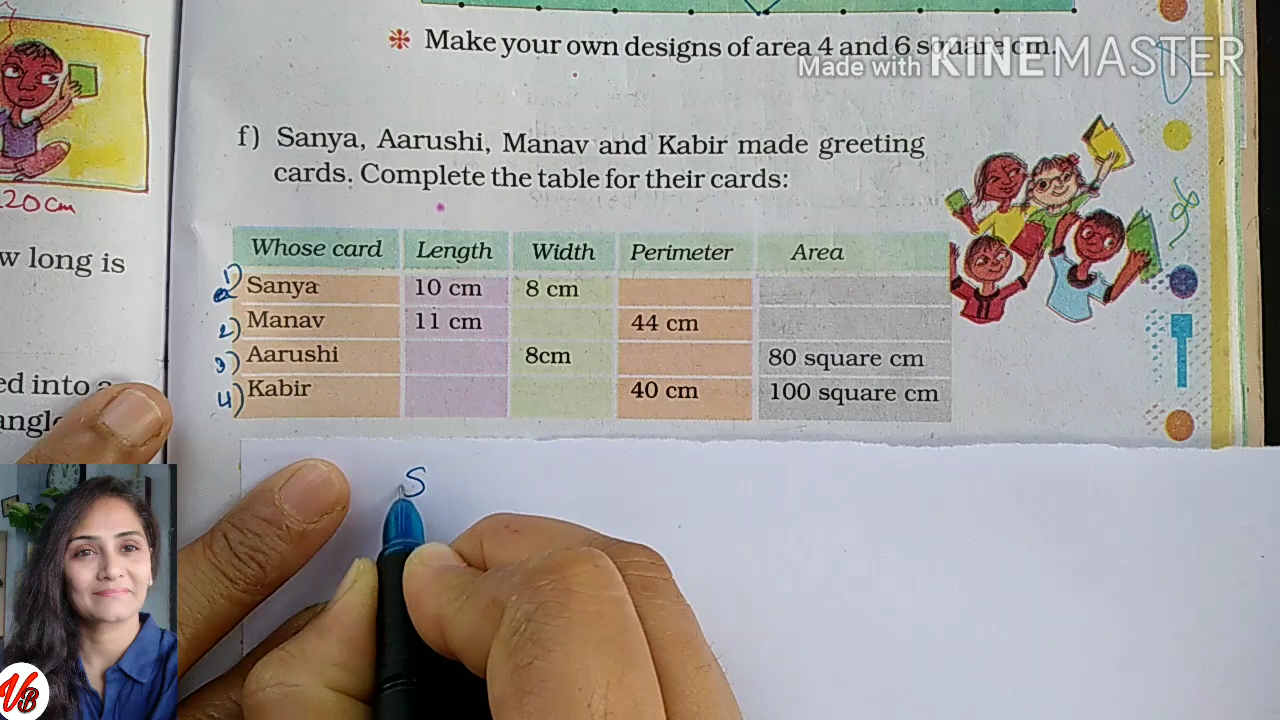 Make your own designs of area 4 and 6 square cm.
Made with KINEMASTER
20 cm
f) Sanya, Aarushi, Manav and Kabir made greeting
cards. Complete the table for their cards:
w long is
Whose card Length Width Perimeter Area
1) Sanya 10 cm 8 cm
2) Manav 11 cm 44 cm
3) Aarushi 8cm 80 square cm
4) Kabir 40 cm 100 square cm
ed into a
angl
S
VB